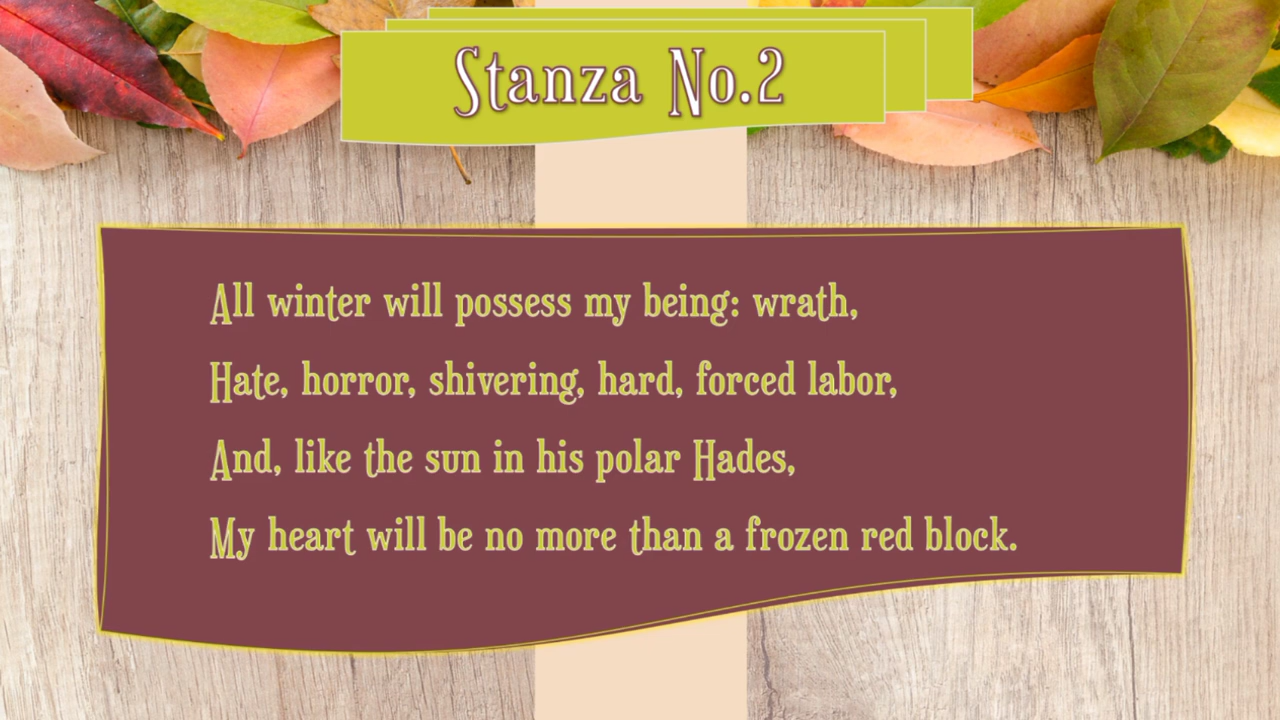 Stanza No.2
All winter will possess my being: wrath,
Hate, horror, shivering, hard, forced labor,
And, like the sun in his polar Hades,
My heart will be no more than a frozen red block.